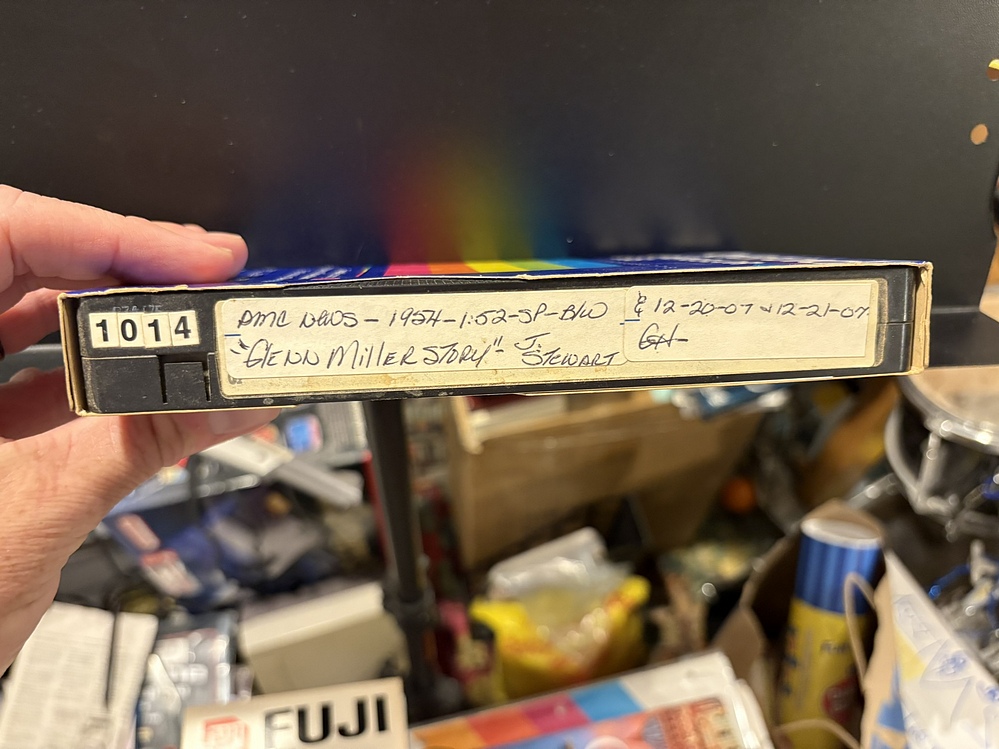 1014
AMC NEWS - 1954 - 1:52 - SP - B/W
"GLENN MILLER STORY" - J. STEWART
& 12-20-07 & 12-21-07
GH
FUJI